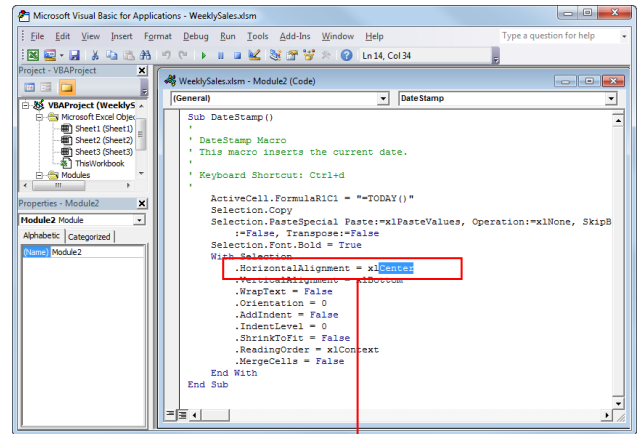 Microsoft Visual Basic for Applications - WeeklySales.xlsm
File Edit View Insert Format Debug Run Tools Add-Ins Window Help Type a question for help
Ln 14, Col 34
Project - VBAProject
VBAProject (WeeklyS
Microsoft Excel Objec
Sheet1 (Sheet1)
Sheet2 (Sheet2)
Sheet3 (Sheet3)
ThisWorkbook
Modules
Properties - Module2
Module2 Module
Alphabetic Categorized
(Name) Module2
WeeklySales.xlsm - Module2 (Code)
(General) DateStamp
Sub DateStamp()
'
' DateStamp Macro
' This macro inserts the current date.
'
' Keyboard Shortcut: Ctrl+d
'
ActiveCell.FormulaR1C1 = "=TODAY()"
Selection.Copy
Selection.PasteSpecial Paste:=xlPasteValues, Operation:=xlNone, SkipB
:=False, Transpose:=False
Selection.Font.Bold = True
With Selection
.HorizontalAlignment = xlCenter
.VerticalAlignment = xlBottom
.WrapText = False
.Orientation = 0
.AddIndent = False
.IndentLevel = 0
.ShrinkToFit = False
.ReadingOrder = xlContext
.MergeCells = False
End With
End Sub